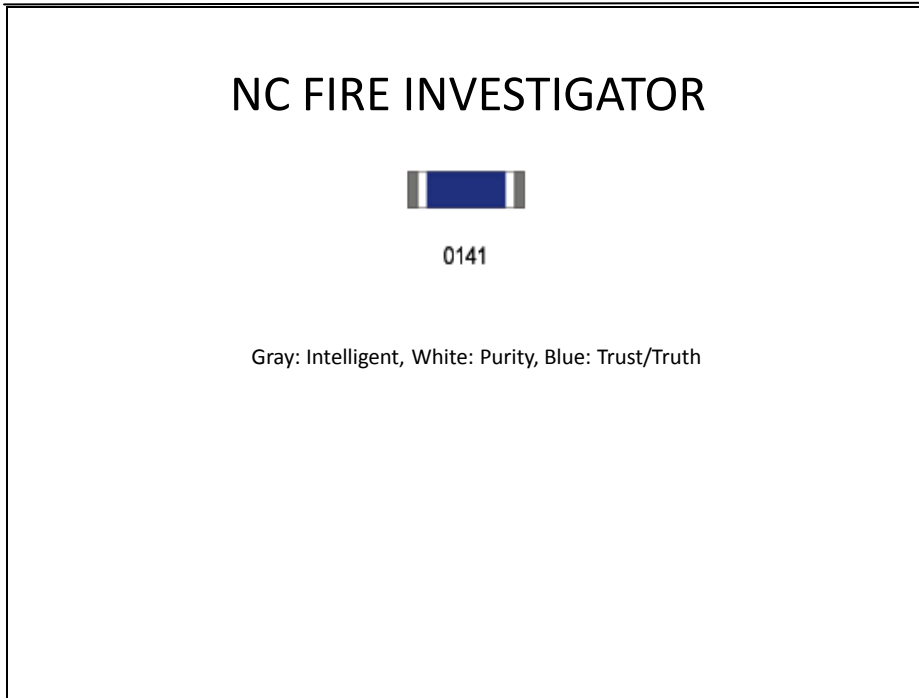 NC FIRE INVESTIGATOR
0141
Gray: Intelligent, White: Purity, Blue: Trust/Truth